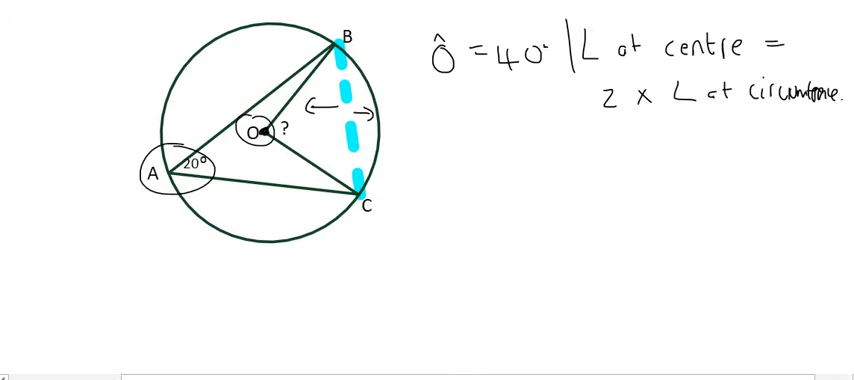 B
Ô = 40° | ∠ at centre =
2 x ∠ at circumference.
O ?
A 20°
C